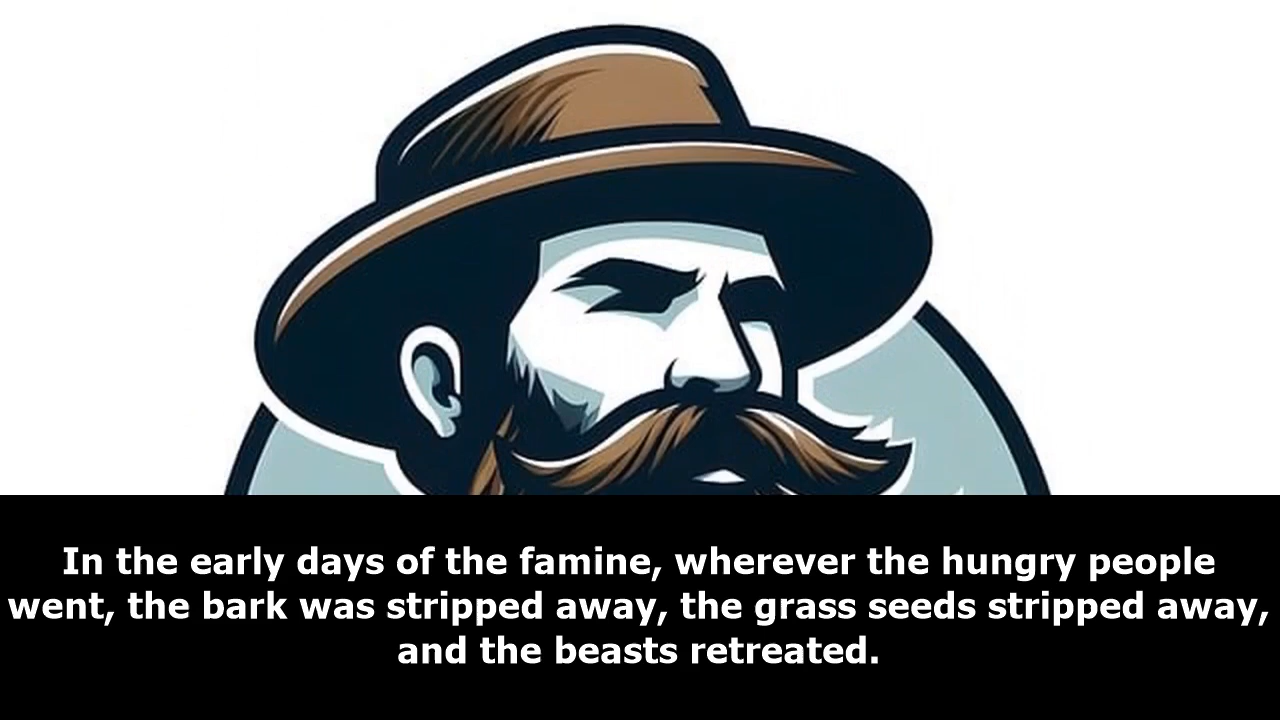 In the early days of the famine, wherever the hungry people
went, the bark was stripped away, the grass seeds stripped away,
and the beasts retreated.